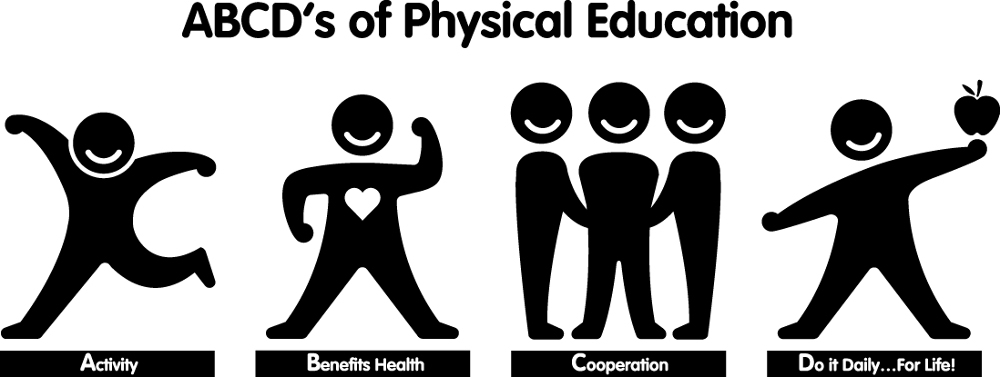 ABCD's of Physical Education
Activity
Benefits Health
Cooperation
Do it Daily...For Life!